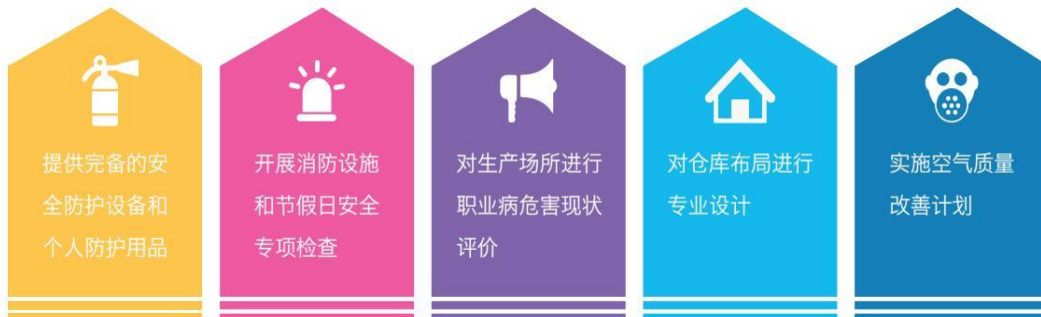 提供完备的安
全防护设备和
个人防护用品
开展消防设施
和节假日安全
专项检查
对生产场所进行
职业病危害现状
评价
对仓库布局进行
专业设计
实施空气质量
改善计划